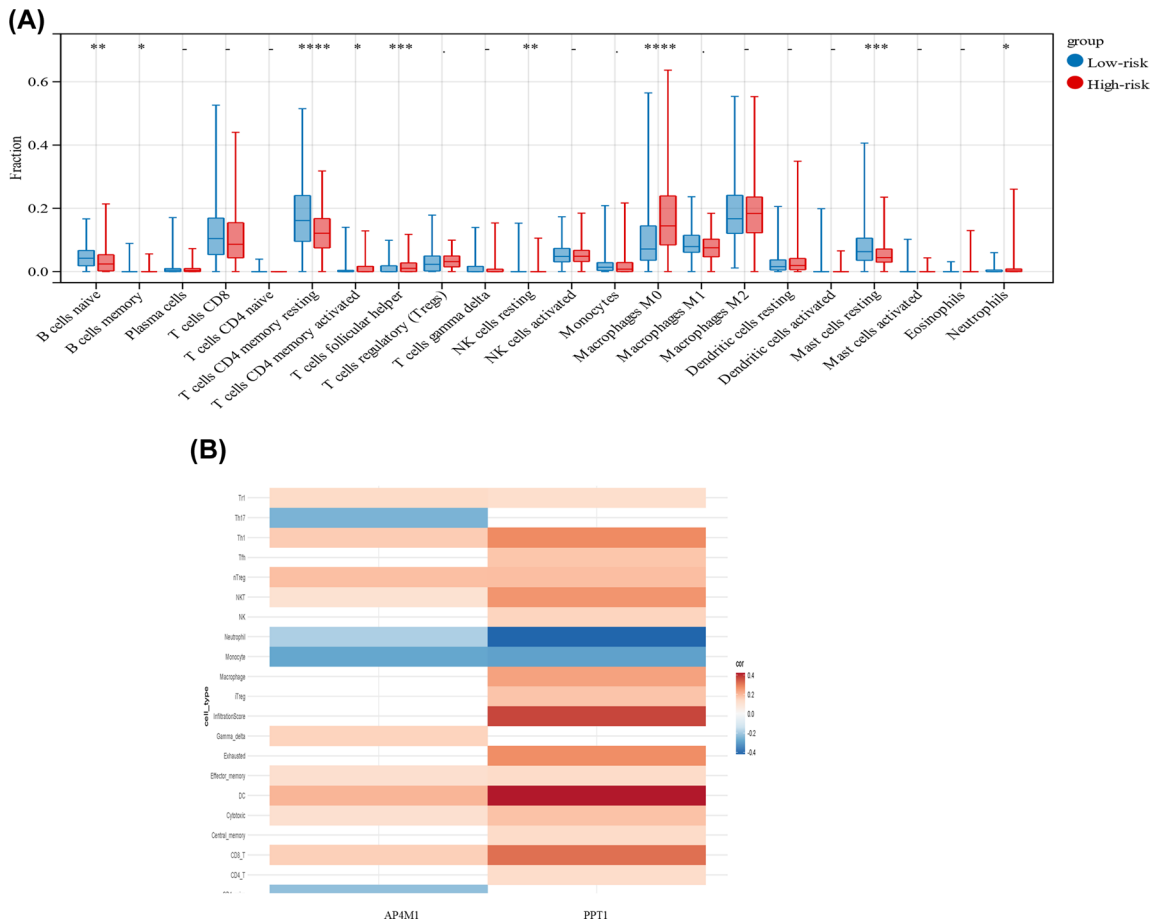 (A)
** * - - - **** * *** . - ** - . **** . - - - *** - - *
group
Low-risk
High-risk
Fraction
0.6
0.4
0.2
0.0
B cells naive
B cells memory
Plasma cells
T cells CD8
T cells CD4 naive
T cells CD4 memory resting
T cells CD4 memory activated
T cells follicular helper
T cells regulatory (Tregs)
T cells gamma delta
NK cells resting
NK cells activated
Monocytes
Macrophages M0
Macrophages M1
Macrophages M2
Dendritic cells resting
Dendritic cells activated
Mast cells resting
Mast cells activated
Eosinophils
Neutrophils
(B)
cell_type
Tr1
Th17
Th1
Tfh
nTreg
NKT
NK
Neutrophil
Monocyte
Macrophage
iTreg
InfiltrationScore
Gamma_delta
Exhausted
Effector_memory
DC
Cytotoxic
Central_memory
CD8_T
CD4_T
AP4M1
PPT1
cor
0.4
0.2
0.0
-0.2
-0.4